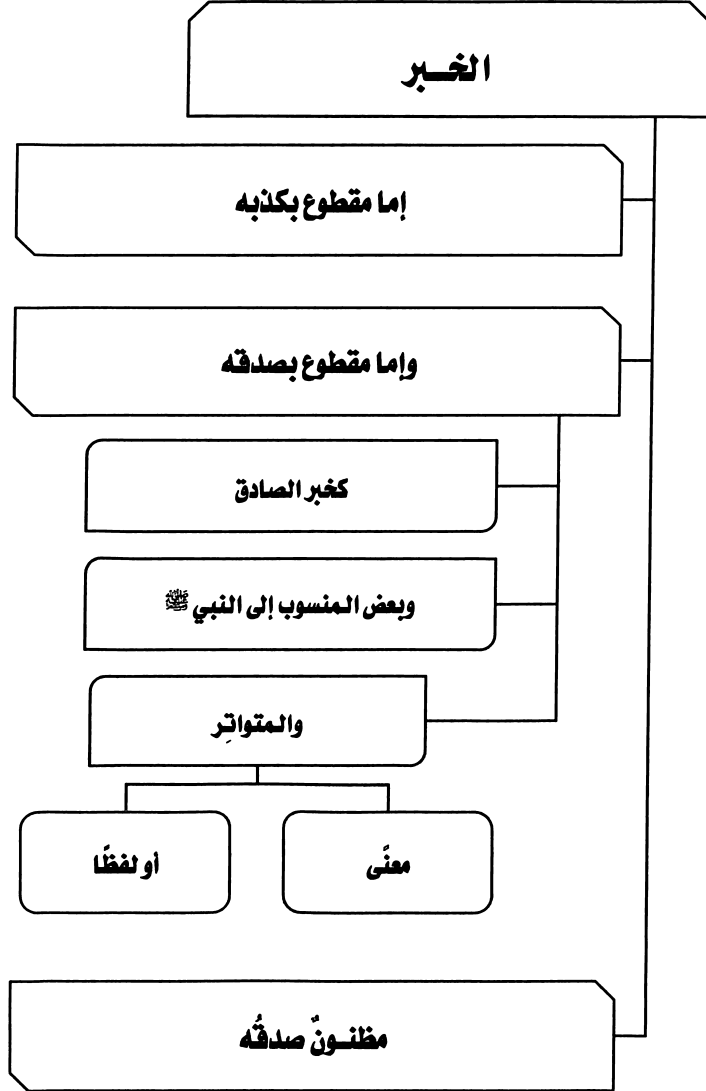 الخبر
إما مقطوع بكذبه
وإما مقطوع بصدقه
كخبر الصادق
وبعض المنسوب إلى النبي ﷺ
والمتواتِر
معنًى
أو لفظًا
مظنونٌ صدقُه